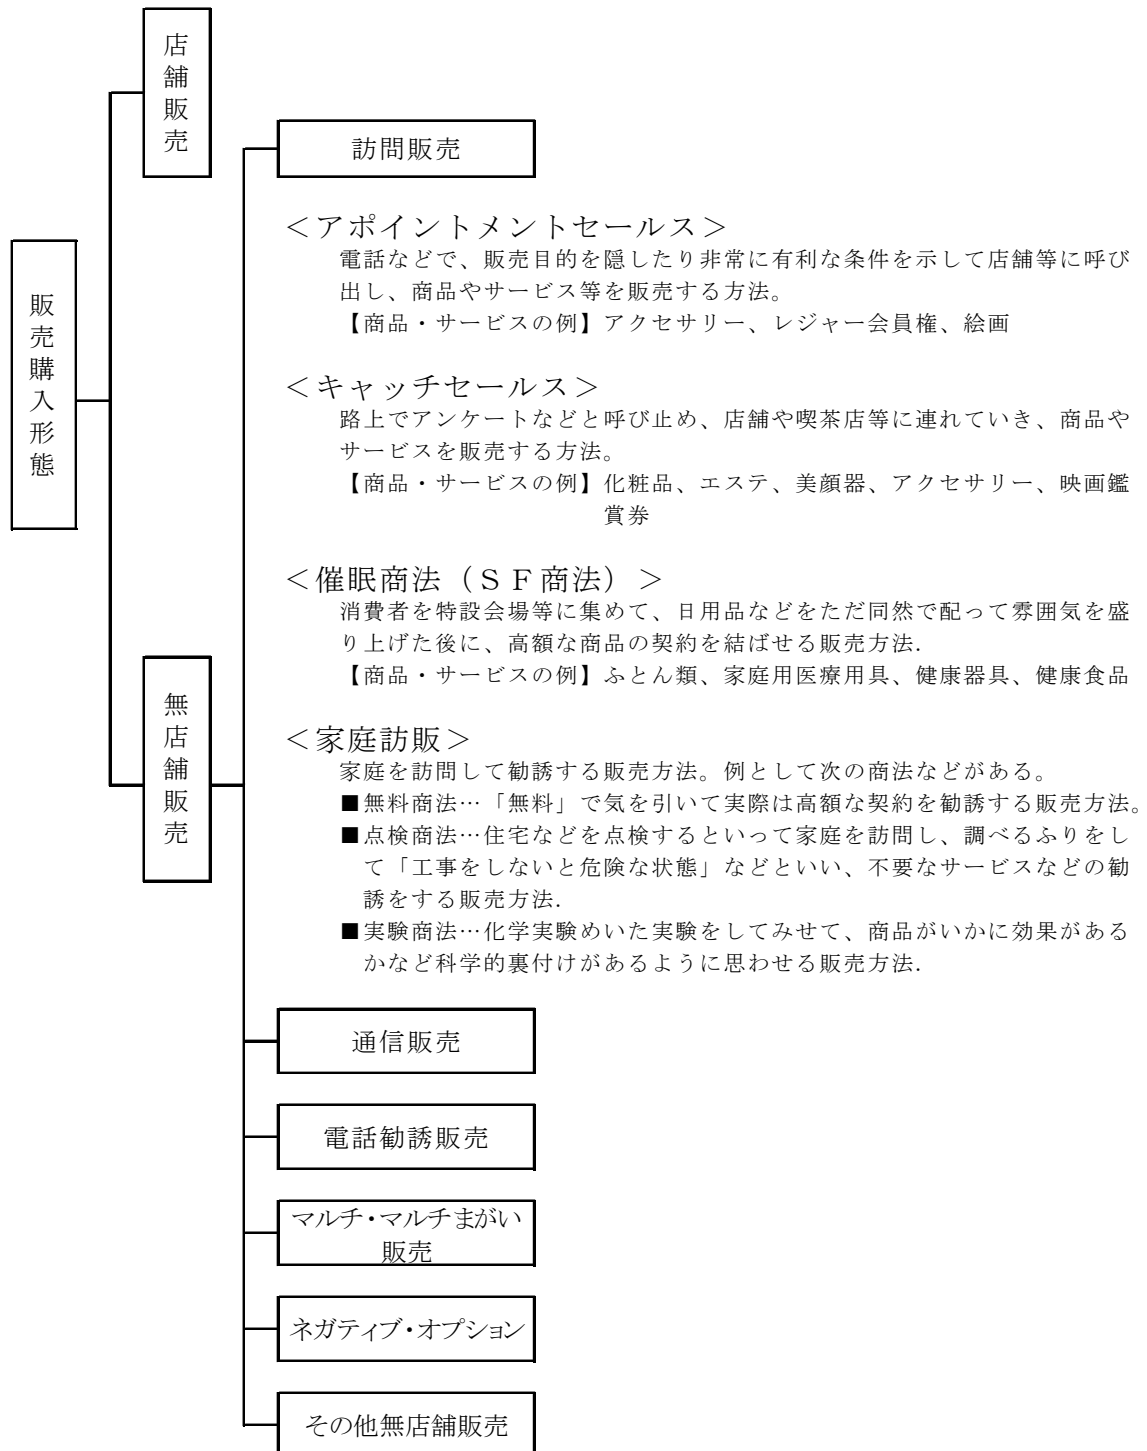 店舗販売
訪問販売
＜アポイントメントセールス＞
電話などで、販売目的を隠したり非常に有利な条件を示して店舗等に呼び
出し、商品やサービス等を販売する方法。
【商品・サービスの例】アクセサリー、レジャー会員権、絵画
販売購入形態
＜キャッチセールス＞
路上でアンケートなどと呼び止め、店舗や喫茶店等に連れていき、商品や
サービスを販売する方法。
【商品・サービスの例】化粧品、エステ、美顔器、アクセサリー、映画鑑
賞券
＜催眠商法（ＳＦ商法）＞
消費者を特設会場等に集めて、日用品などをただ同然で配って雰囲気を盛
り上げた後に、高額な商品の契約を結ばせる販売方法.
【商品・サービスの例】ふとん類、家庭用医療用具、健康器具、健康食品
無店舗販売
＜家庭訪販＞
家庭を訪問して勧誘する販売方法。例として次の商法などがある。
■無料商法…「無料」で気を引いて実際は高額な契約を勧誘する販売方法。
■点検商法…住宅などを点検するといって家庭を訪問し、調べるふりをし
て「工事をしないと危険な状態」などといい、不要なサービスなどの勧
誘をする販売方法.
■実験商法…化学実験めいた実験をしてみせて、商品がいかに効果がある
かなど科学的裏付けがあるように思わせる販売方法.
通信販売
電話勧誘販売
マルチ・マルチまがい
販売
ネガティブ・オプション
その他無店舗販売